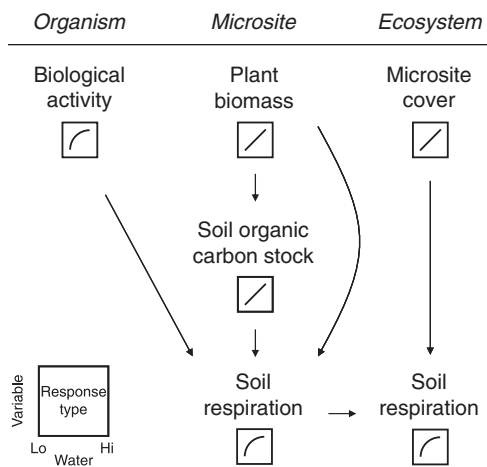 Organism Microsite Ecosystem
Biological activity
Plant biomass
Microsite cover
Soil organic carbon stock
Soil respiration
Soil respiration
Variable
Response type
Lo Hi
Water